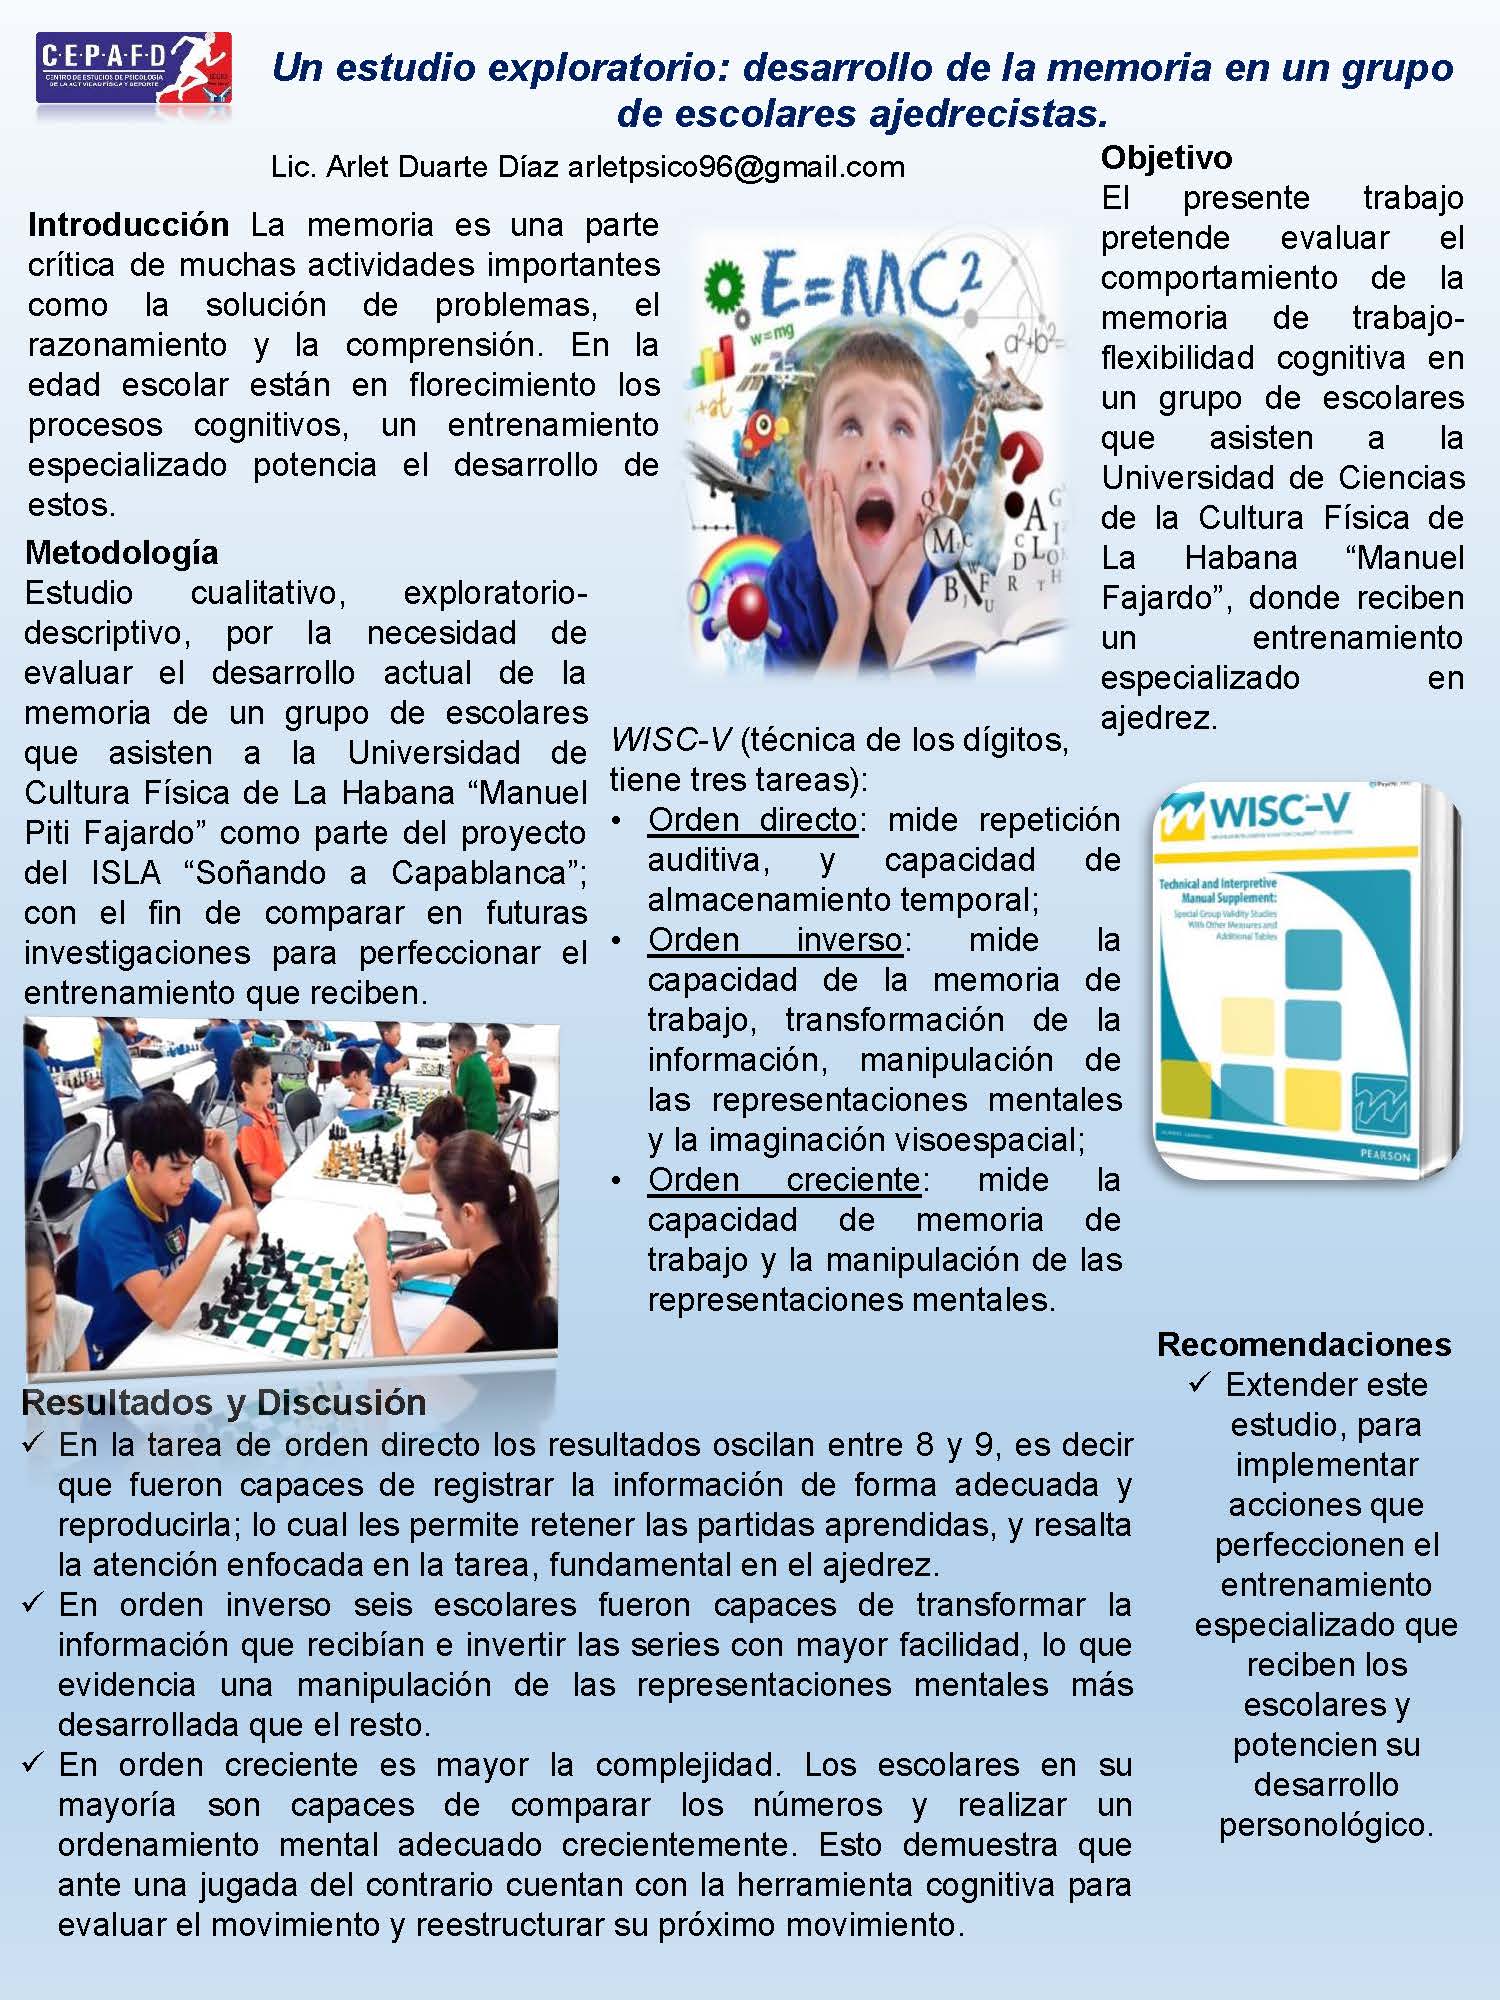 C·E·P·A·F·D
CENTRO DE ESTUDIOS DE PSICOLOGÍA
DE LA ACTIVIDAD FÍSICA Y DEPORTE
Un estudio exploratorio: desarrollo de la memoria en un grupo
de escolares ajedrecistas.
Lic. Arlet Duarte Díaz arletpsico96@gmail.com
Introducción La memoria es una parte
crítica de muchas actividades importantes
como la solución de problemas, el
razonamiento y la comprensión. En la
edad escolar están en florecimiento los
procesos cognitivos, un entrenamiento
especializado potencia el desarrollo de
estos.
Metodología
Estudio cualitativo, exploratorio-
descriptivo, por la necesidad de
evaluar el desarrollo actual de la
memoria de un grupo de escolares
que asisten a la Universidad de
Cultura Física de La Habana “Manuel
Piti Fajardo” como parte del proyecto
del ISLA “Soñando a Capablanca”;
con el fin de comparar en futuras
investigaciones para perfeccionar el
entrenamiento que reciben.
E=MC²
w=mg
a²+b²=
+at
Objetivo
El presente trabajo
pretende evaluar el
comportamiento de la
memoria de trabajo-
flexibilidad cognitiva en
un grupo de escolares
que asisten a la
Universidad de Ciencias
de la Cultura Física de
La Habana “Manuel
Fajardo”, donde reciben
un entrenamiento
especializado en
ajedrez.
WISC-V (técnica de los dígitos,
tiene tres tareas):
• Orden directo: mide repetición
auditiva, y capacidad de
almacenamiento temporal;
• Orden inverso: mide la
capacidad de la memoria de
trabajo, transformación de la
información, manipulación de
las representaciones mentales
y la imaginación visoespacial;
• Orden creciente: mide la
capacidad de memoria de
trabajo y la manipulación de las
representaciones mentales.
WISC-V
Technical and Interpretive
Manual Supplement:
Special Group Validity Studies
With Other Measures and
Additional Tables
PEARSON
Resultados y Discusión
✓ En la tarea de orden directo los resultados oscilan entre 8 y 9, es decir
que fueron capaces de registrar la información de forma adecuada y
reproducirla; lo cual les permite retener las partidas aprendidas, y resalta
la atención enfocada en la tarea, fundamental en el ajedrez.
✓ En orden inverso seis escolares fueron capaces de transformar la
información que recibían e invertir las series con mayor facilidad, lo que
evidencia una manipulación de las representaciones mentales más
desarrollada que el resto.
✓ En orden creciente es mayor la complejidad. Los escolares en su
mayoría son capaces de comparar los números y realizar un
ordenamiento mental adecuado crecientemente. Esto demuestra que
ante una jugada del contrario cuentan con la herramienta cognitiva para
evaluar el movimiento y reestructurar su próximo movimiento.
Recomendaciones
✓ Extender este
estudio, para
implementar
acciones que
perfeccionen el
entrenamiento
especializado que
reciben los
escolares y
potencien su
desarrollo
personológico.